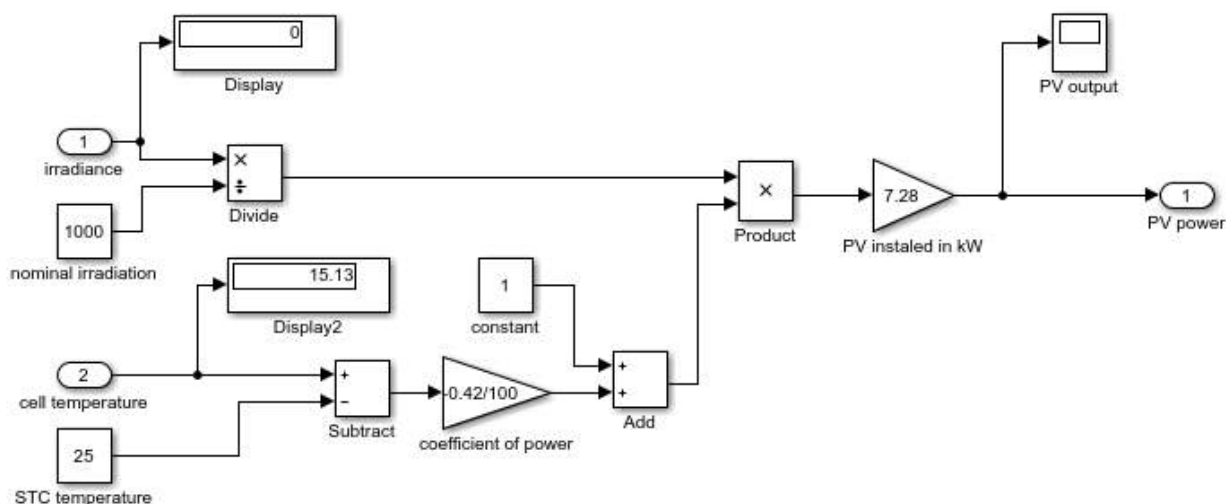 0
Display
1
irradiance
×
÷
Divide
1000
nominal irradiation
15.13
Display2
1
constant
2
cell temperature
+
−
Subtract
25
STC temperature
-0.42/100
coefficient of power
+
+
Add
×
Product
7.28
PV instaled in kW
PV output
1
PV power